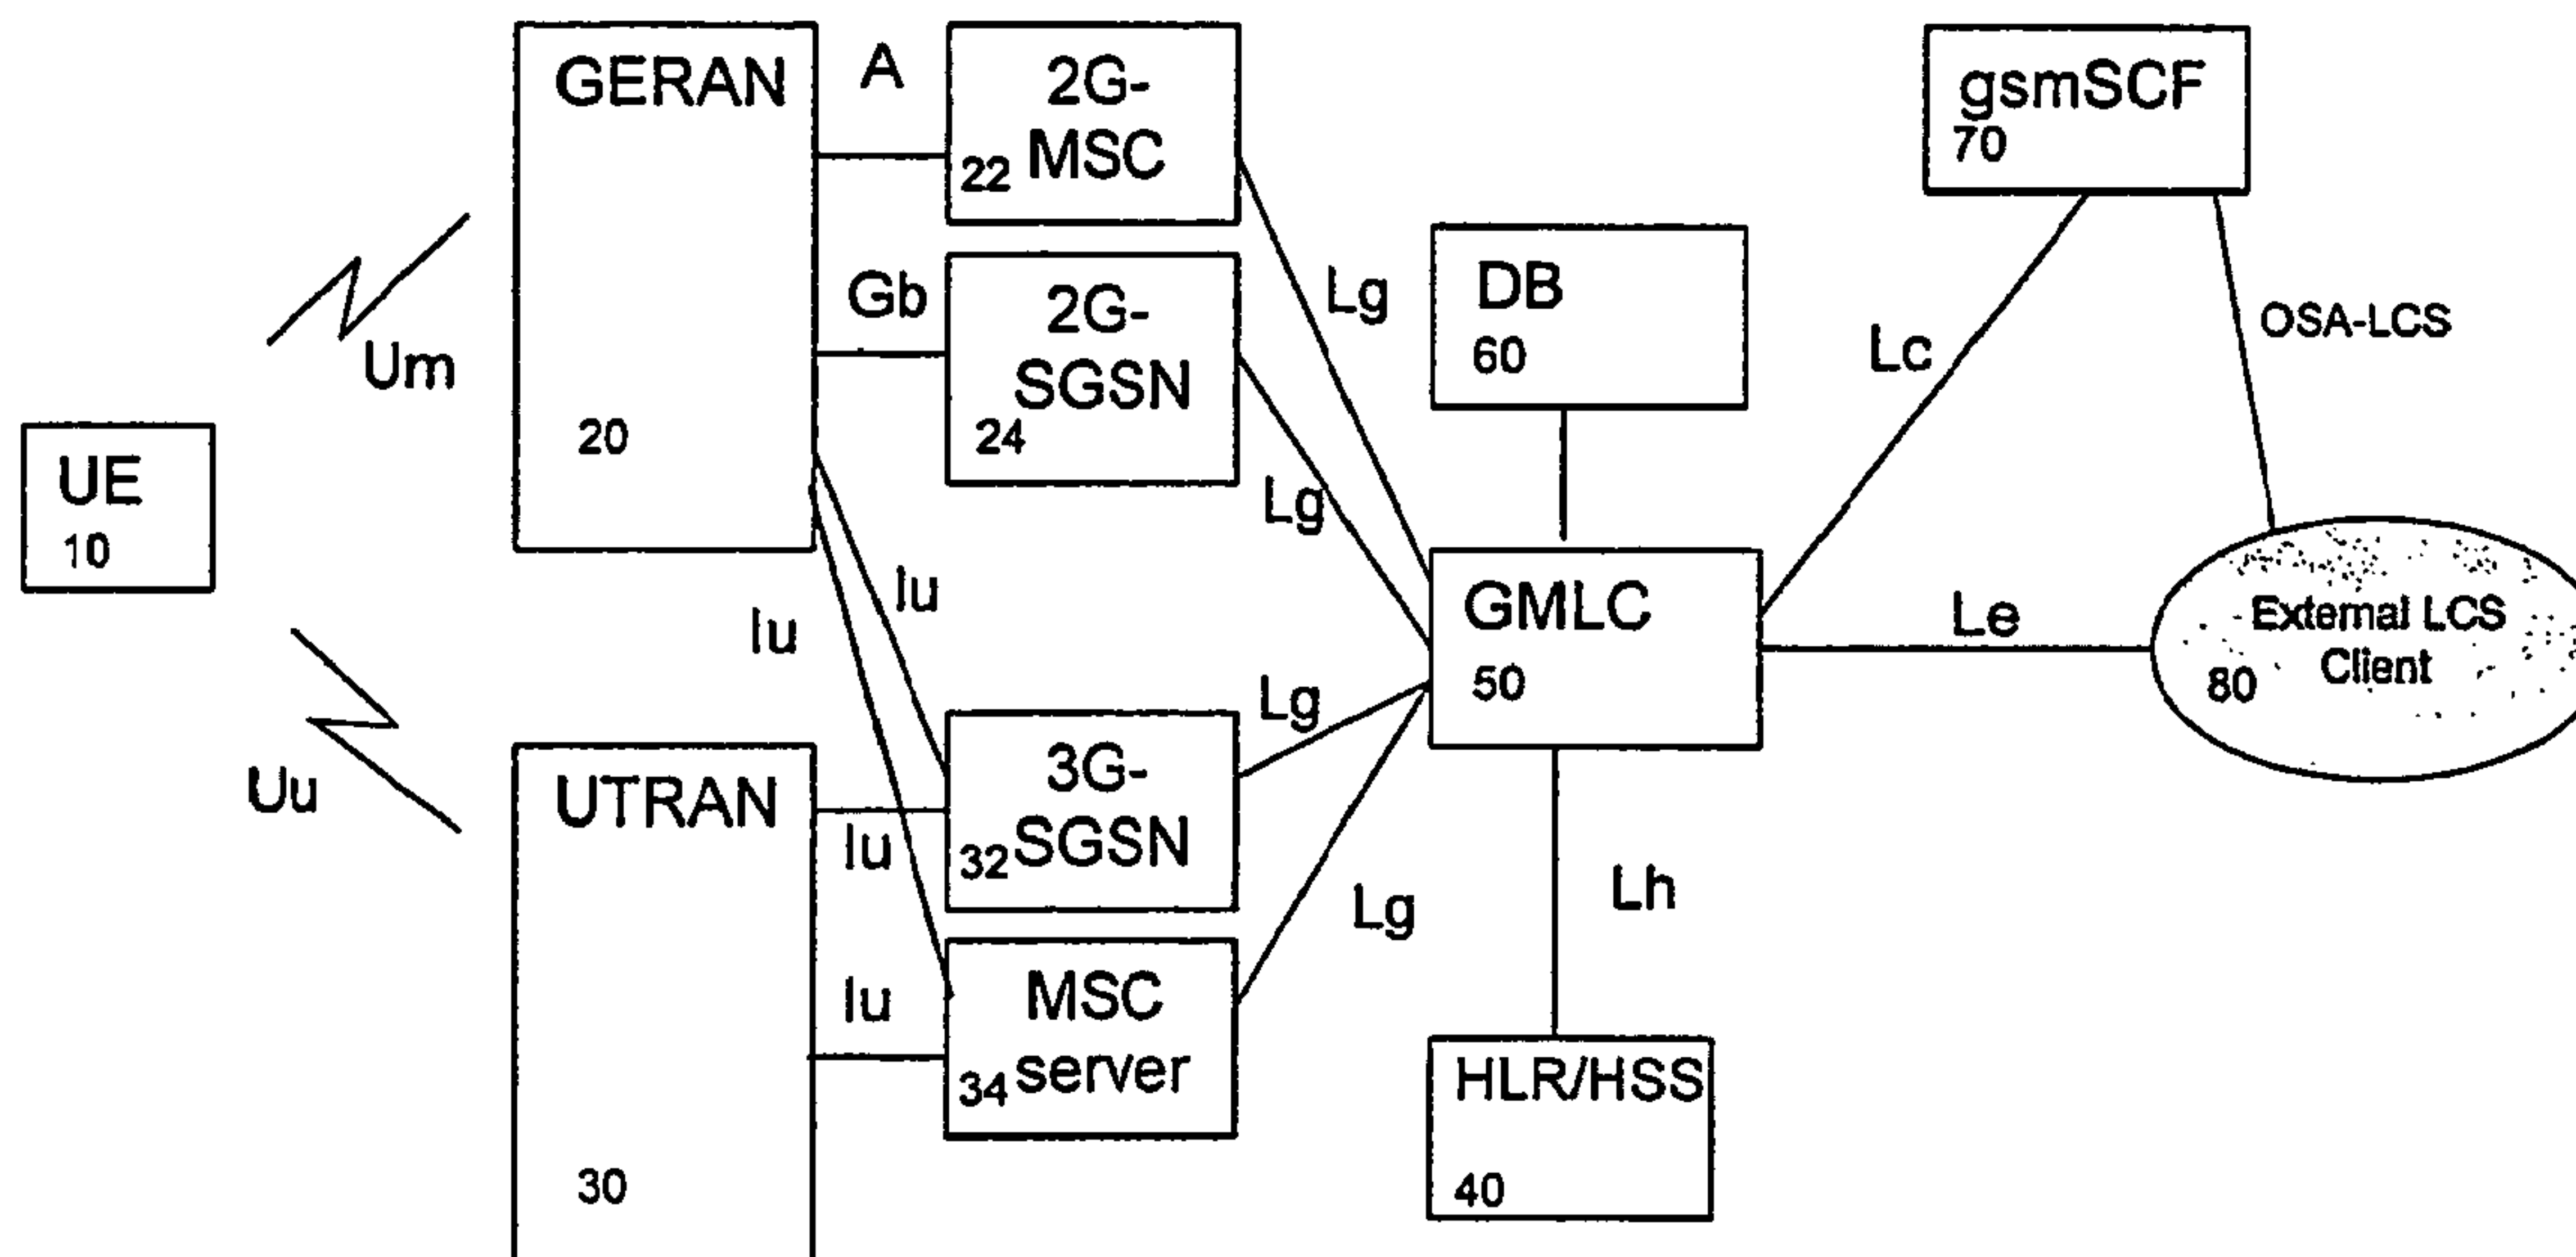 GERAN
20
A
2G-
MSC
22
Gb
2G-
SGSN
24
Um
UE
10
Uu
Iu
Iu
UTRAN
30
Iu
3G-
SGSN
32
Iu
MSC
server
34
Lg
Lg
Lg
Lg
DB
60
GMLC
50
Lh
HLR/HSS
40
gsmSCF
70
Lc
OSA-LCS
Le
External LCS
Client
80